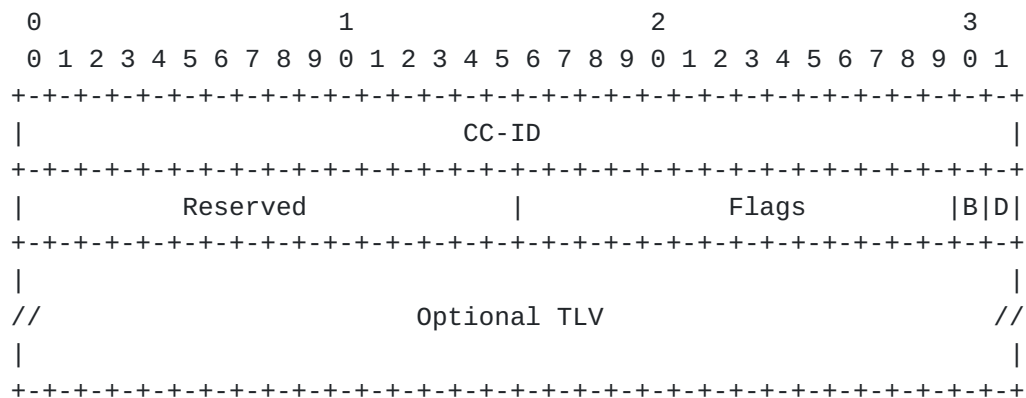 0                   1                   2                   3
 0 1 2 3 4 5 6 7 8 9 0 1 2 3 4 5 6 7 8 9 0 1 2 3 4 5 6 7 8 9 0 1
+-+-+-+-+-+-+-+-+-+-+-+-+-+-+-+-+-+-+-+-+-+-+-+-+-+-+-+-+-+-+-+-+
|                            CC-ID                              |
+-+-+-+-+-+-+-+-+-+-+-+-+-+-+-+-+-+-+-+-+-+-+-+-+-+-+-+-+-+-+-+-+
|          Reserved             |             Flags         |B|D|
+-+-+-+-+-+-+-+-+-+-+-+-+-+-+-+-+-+-+-+-+-+-+-+-+-+-+-+-+-+-+-+-+
|                                                               |
//                        Optional TLV                         //
|                                                               |
+-+-+-+-+-+-+-+-+-+-+-+-+-+-+-+-+-+-+-+-+-+-+-+-+-+-+-+-+-+-+-+-+